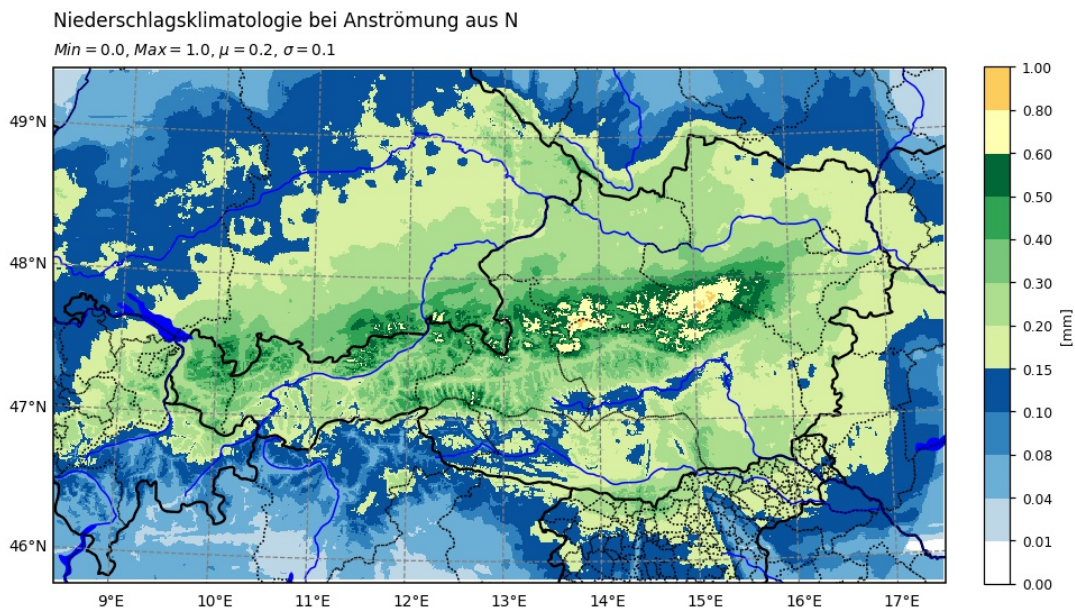 Niederschlagsklimatologie bei Anströmung aus N
Min = 0.0, Max = 1.0, μ = 0.2, σ = 0.1
49°N
48°N
47°N
46°N
9°E
10°E
11°E
12°E
13°E
14°E
15°E
16°E
17°E
1.00
0.80
0.60
0.50
0.40
0.30
0.20
0.15
0.10
0.08
0.04
0.01
0.00
[mm]